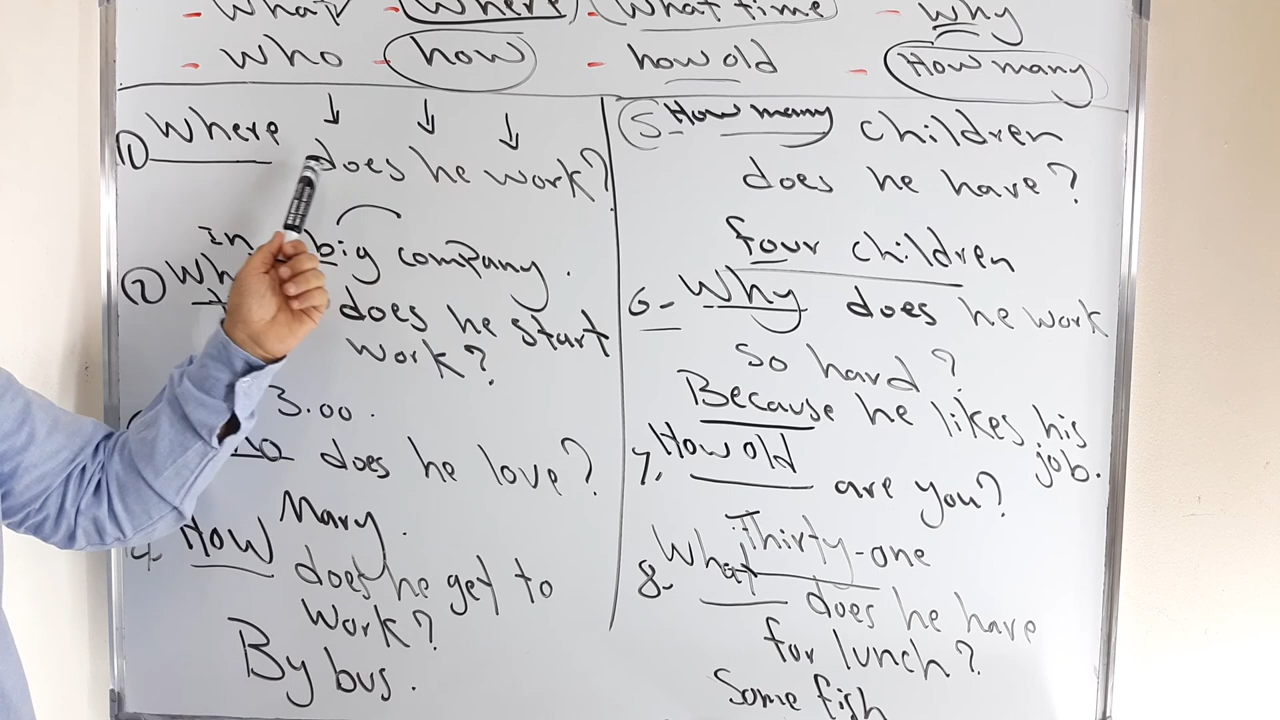 - What - Where - What time - Why
- who - how - how old - How many
1) Where does he work?
In big company.
2) Wh does he start
work?
3.00.
does he love?
Mary.
4- How does he get to
work?
By bus.
5- How many children
does he have?
four children
6- Why does he work
so hard?
Because he likes his
job.
7. How old are you?
Thirty-one
8- What does he have
for lunch?
Some fish